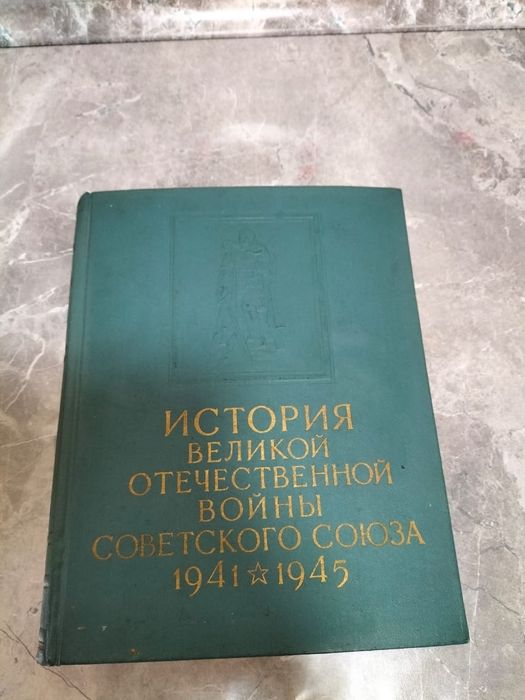 ИСТОРИЯ
ВЕЛИКОЙ
ОТЕЧЕСТВЕННОЙ
ВОЙНЫ
СОВЕТСКОГО СОЮЗА
1941 ☆ 1945